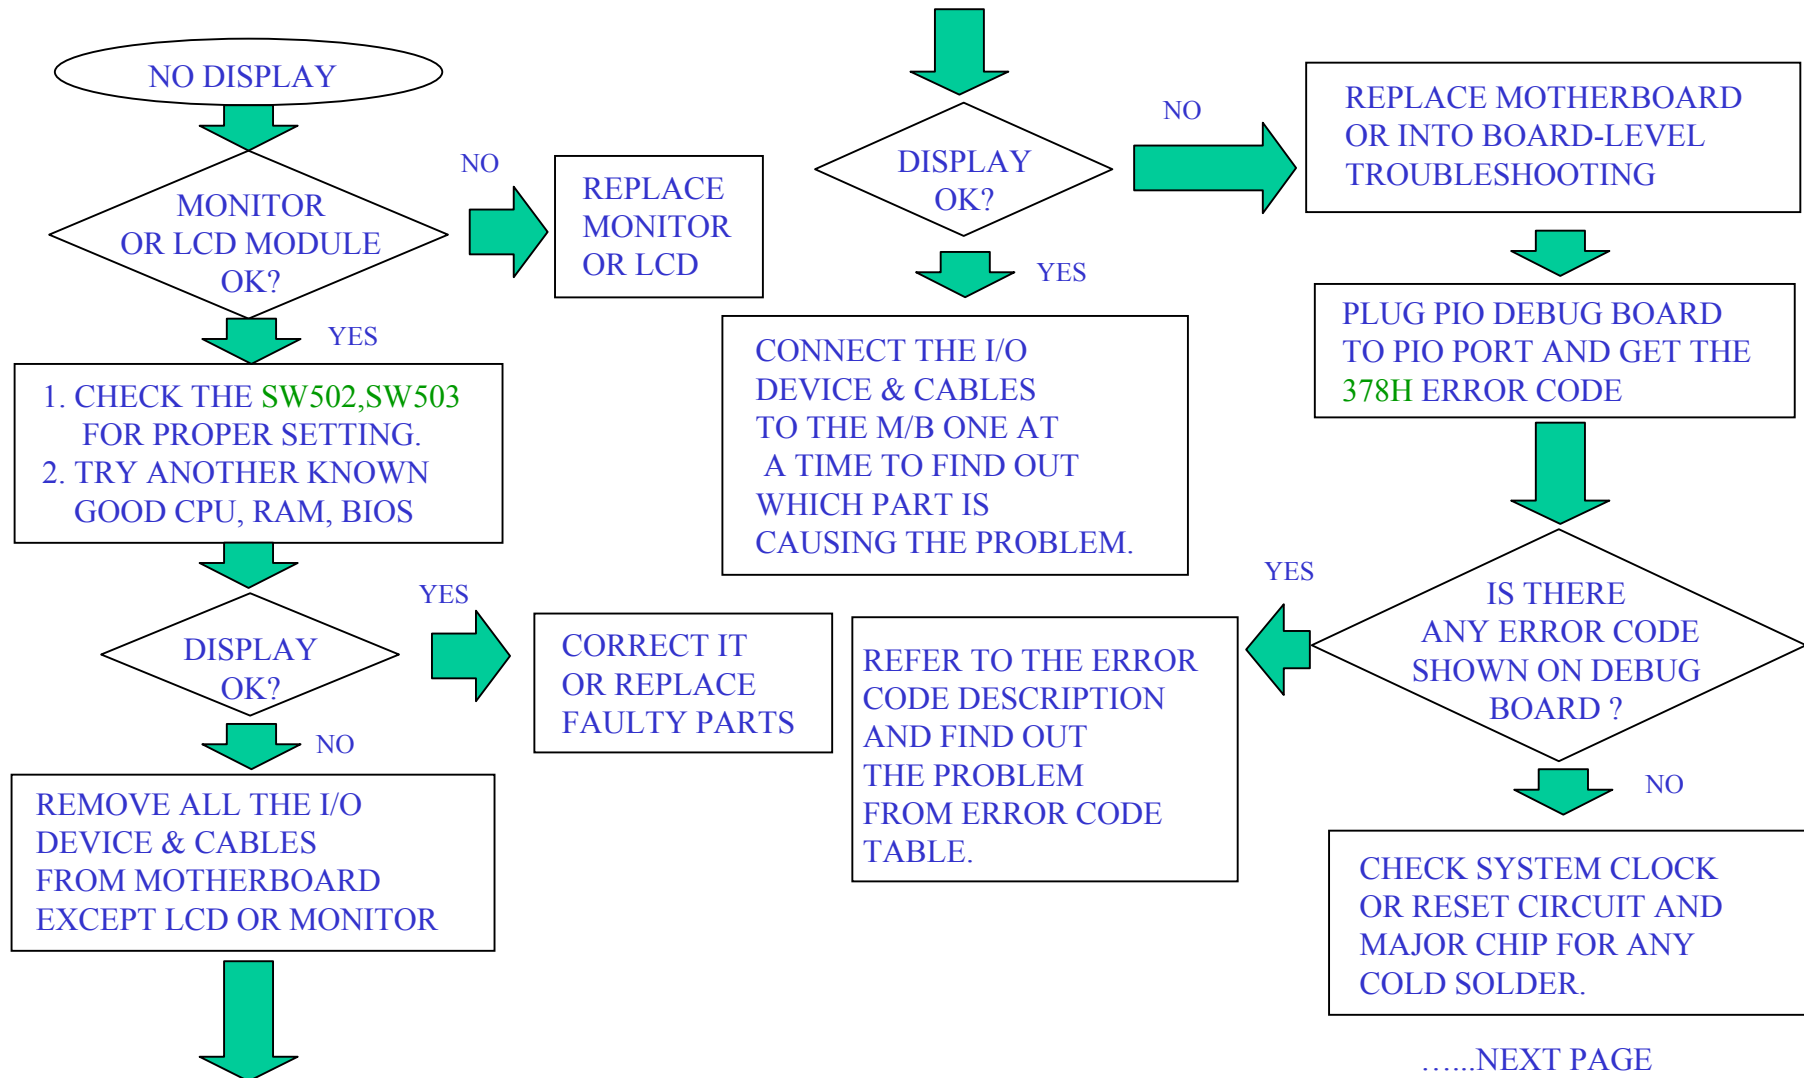 NO DISPLAY
MONITOR
OR LCD MODULE
OK?
NO
REPLACE
MONITOR
OR LCD
YES
1. CHECK THE SW502,SW503
FOR PROPER SETTING.
2. TRY ANOTHER KNOWN
GOOD CPU, RAM, BIOS
DISPLAY
OK?
YES
CORRECT IT
OR REPLACE
FAULTY PARTS
NO
REMOVE ALL THE I/O
DEVICE & CABLES
FROM MOTHERBOARD
EXCEPT LCD OR MONITOR
DISPLAY
OK?
NO
YES
CONNECT THE I/O
DEVICE & CABLES
TO THE M/B ONE AT
A TIME TO FIND OUT
WHICH PART IS
CAUSING THE PROBLEM.
REPLACE MOTHERBOARD
OR INTO BOARD-LEVEL
TROUBLESHOOTING
PLUG PIO DEBUG BOARD
TO PIO PORT AND GET THE
378H ERROR CODE
IS THERE
ANY ERROR CODE
SHOWN ON DEBUG
BOARD ?
YES
REFER TO THE ERROR
CODE DESCRIPTION
AND FIND OUT
THE PROBLEM
FROM ERROR CODE
TABLE.
NO
CHECK SYSTEM CLOCK
OR RESET CIRCUIT AND
MAJOR CHIP FOR ANY
COLD SOLDER.
…...NEXT PAGE